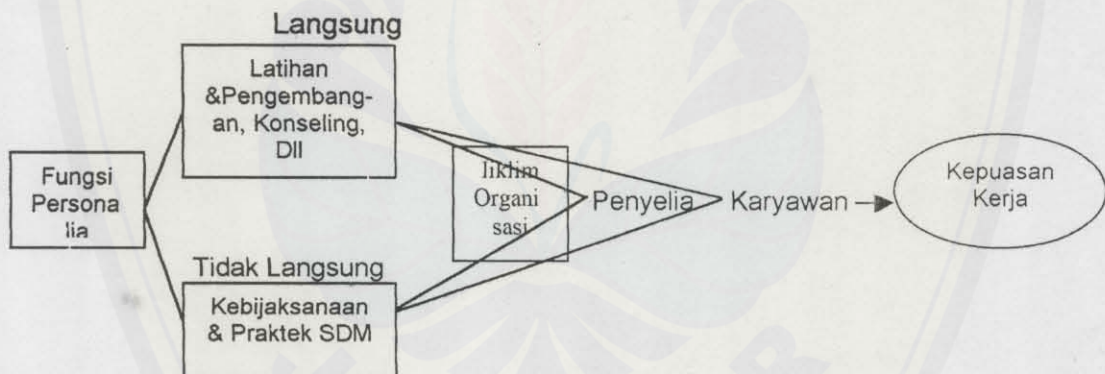 Langsung
Latihan
&Pengembang-
an, Konseling,
Dll
Fungsi
Persona
lia
Iiklim
Organi
sasi
Penyelia
Karyawan
Kepuasan
Kerja
Tidak Langsung
Kebijaksanaan
& Praktek SDM